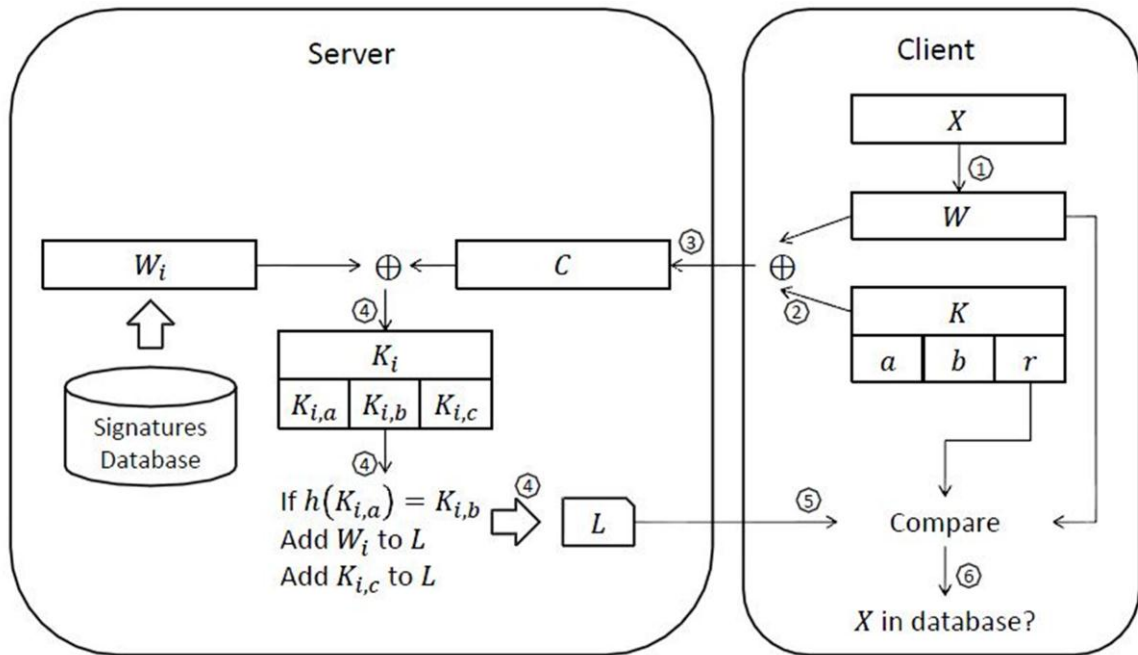 Server
Client
X
①
W
③
W_i
⊕
C
⊕
②
④
K
K_i
a b r
K_{i,a} K_{i,b} K_{i,c}
Signatures
Database
④
If h(K_{i,a}) = K_{i,b}
Add W_i to L
Add K_{i,c} to L
④
L
⑤
Compare
⑥
X in database?